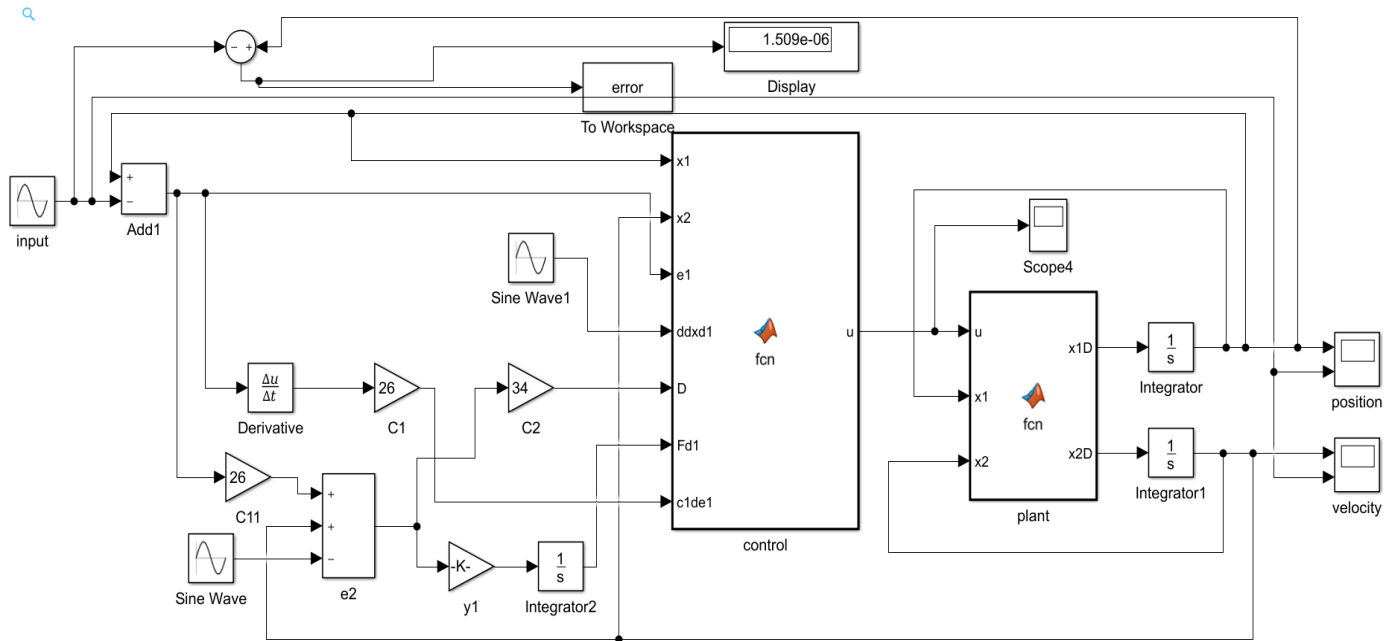 - +
1.509e-06
Display
error
To Workspace
x1
+
−
Add1
input
x2
Scope4
Sine Wave1
e1
ddxd1
fcn
u
u
x1D
1
s
Integrator
Δu
Δt
Derivative
26
C1
34
C2
D
x1
fcn
position
Fd1
26
C11
x2
x2D
1
s
Integrator1
c1de1
plant
velocity
+
+
−
e2
control
Sine Wave
-K-
y1
1
s
Integrator2